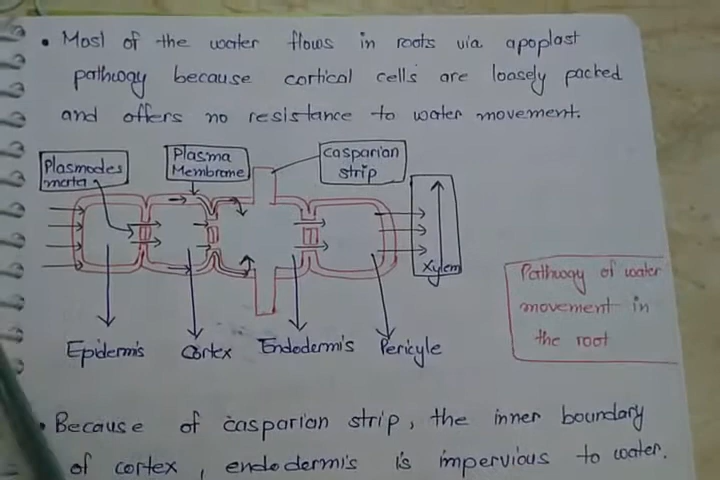 • Most of the water flows in roots via apoplast
pathway because cortical cells are loasely packed
and offers no resistance to water movement.
Plasmodes
mata
Plasma
Membrane
casparian
strip
Xylem
Pathway of water
movement in
the root
Epidermis
Cortex
Endodermis
Pericyle
• Because of casparian strip, the inner boundary
of cortex, endodermis is impervious to water.